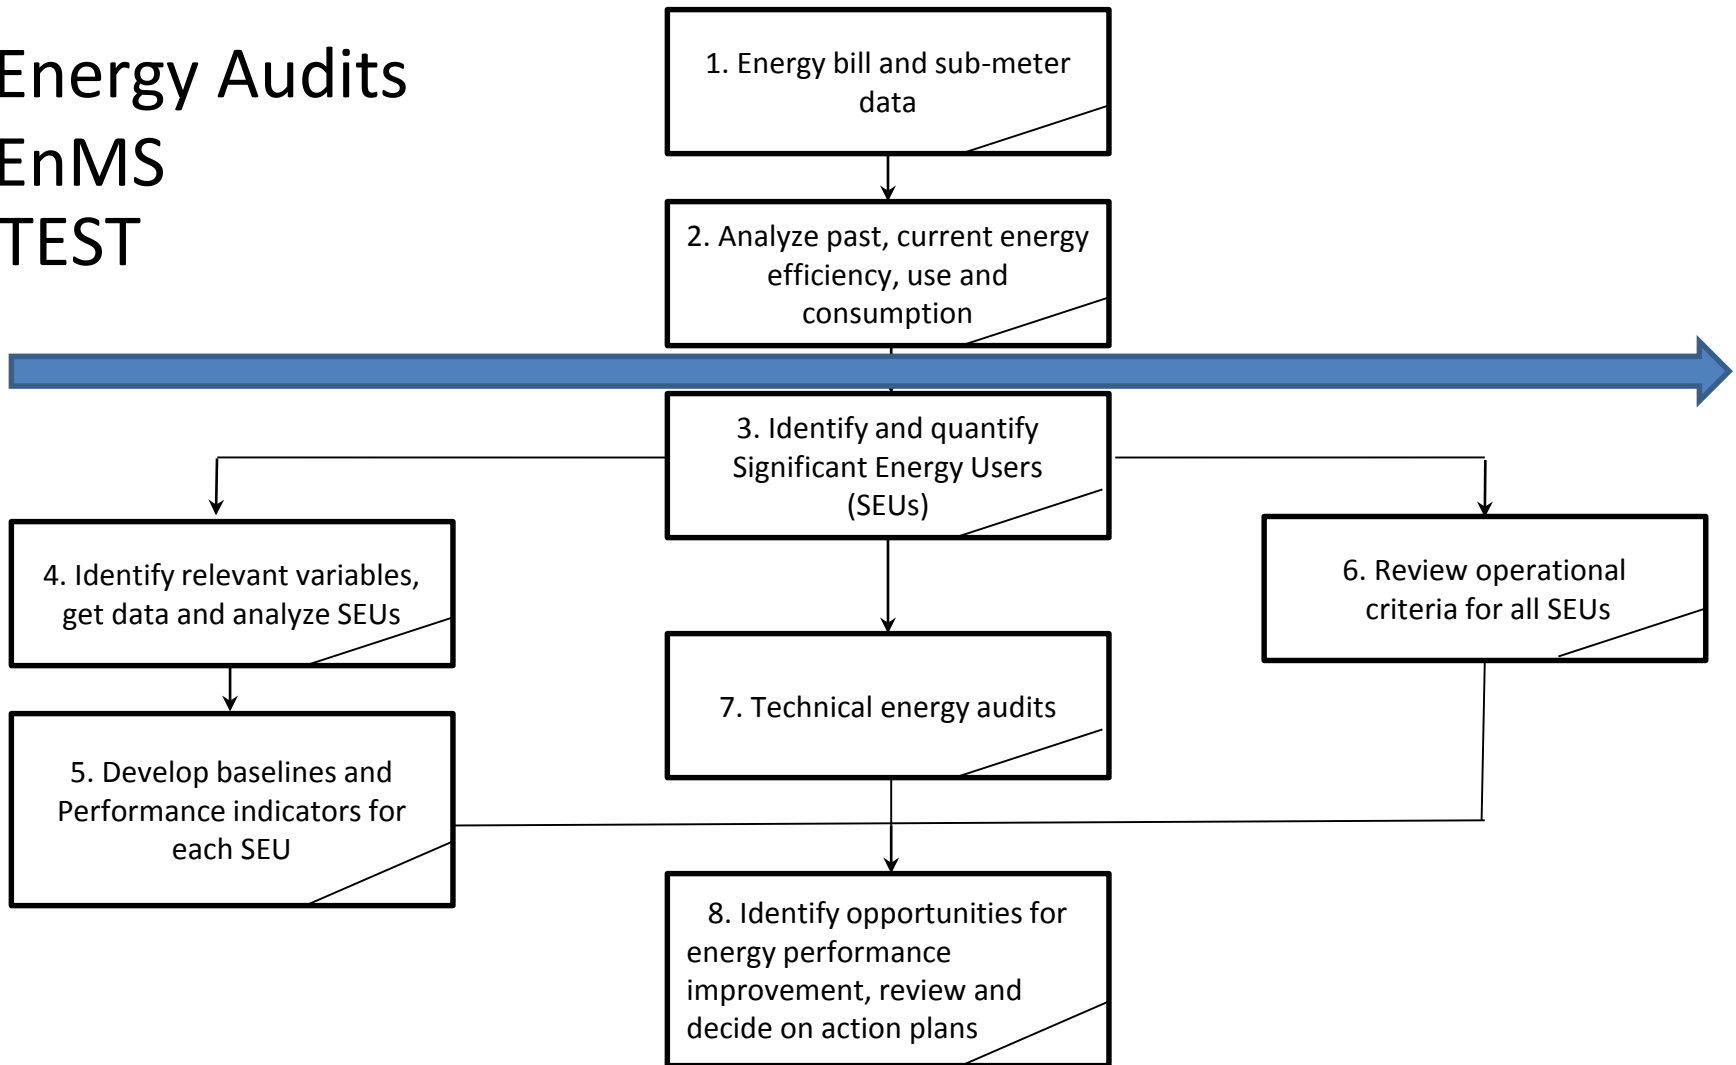 Energy Audits
EnMS
TEST
1. Energy bill and sub-meter
data
2. Analyze past, current energy
efficiency, use and
consumption
3. Identify and quantify
Significant Energy Users
(SEUs)
4. Identify relevant variables,
get data and analyze SEUs
6. Review operational
criteria for all SEUs
7. Technical energy audits
5. Develop baselines and
Performance indicators for
each SEU
8. Identify opportunities for
energy performance
improvement, review and
decide on action plans